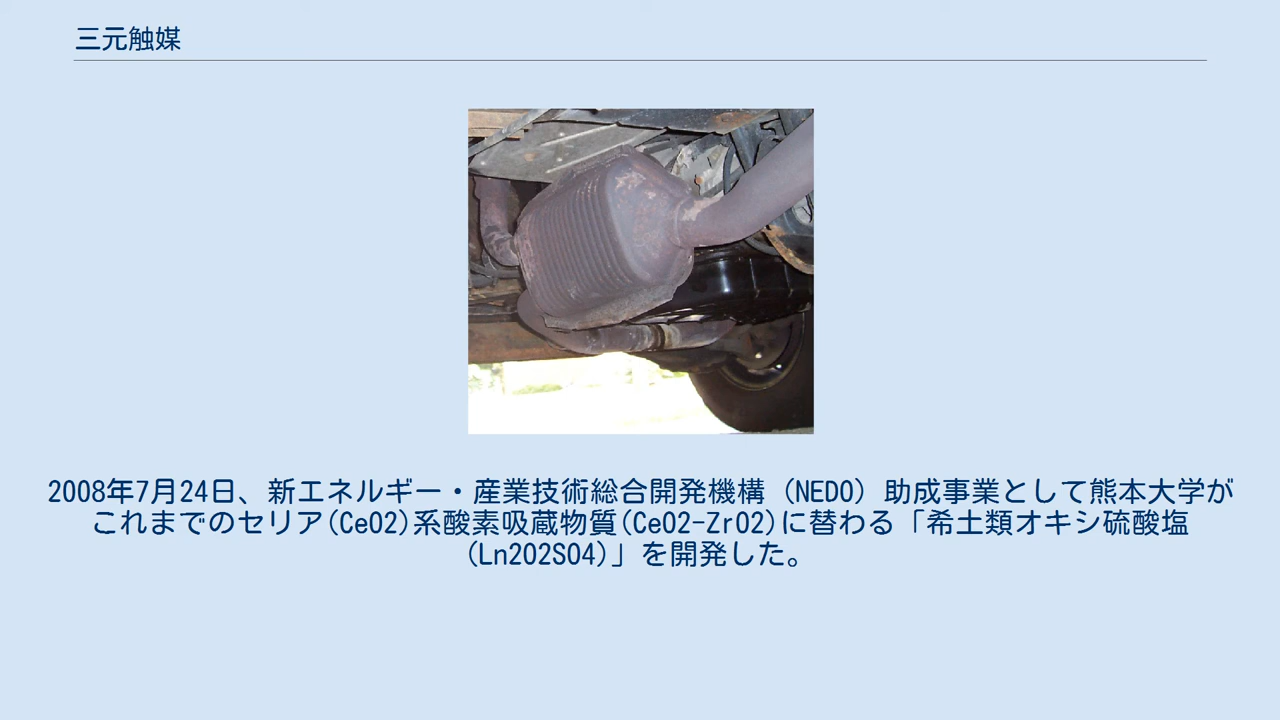 三元触媒
2008年7月24日、新エネルギー・産業技術総合開発機構（NEDO）助成事業として熊本大学が
これまでのセリア(CeO2)系酸素吸蔵物質(CeO2-ZrO2)に替わる「希土類オキシ硫酸塩
(Ln2O2SO4)」を開発した。